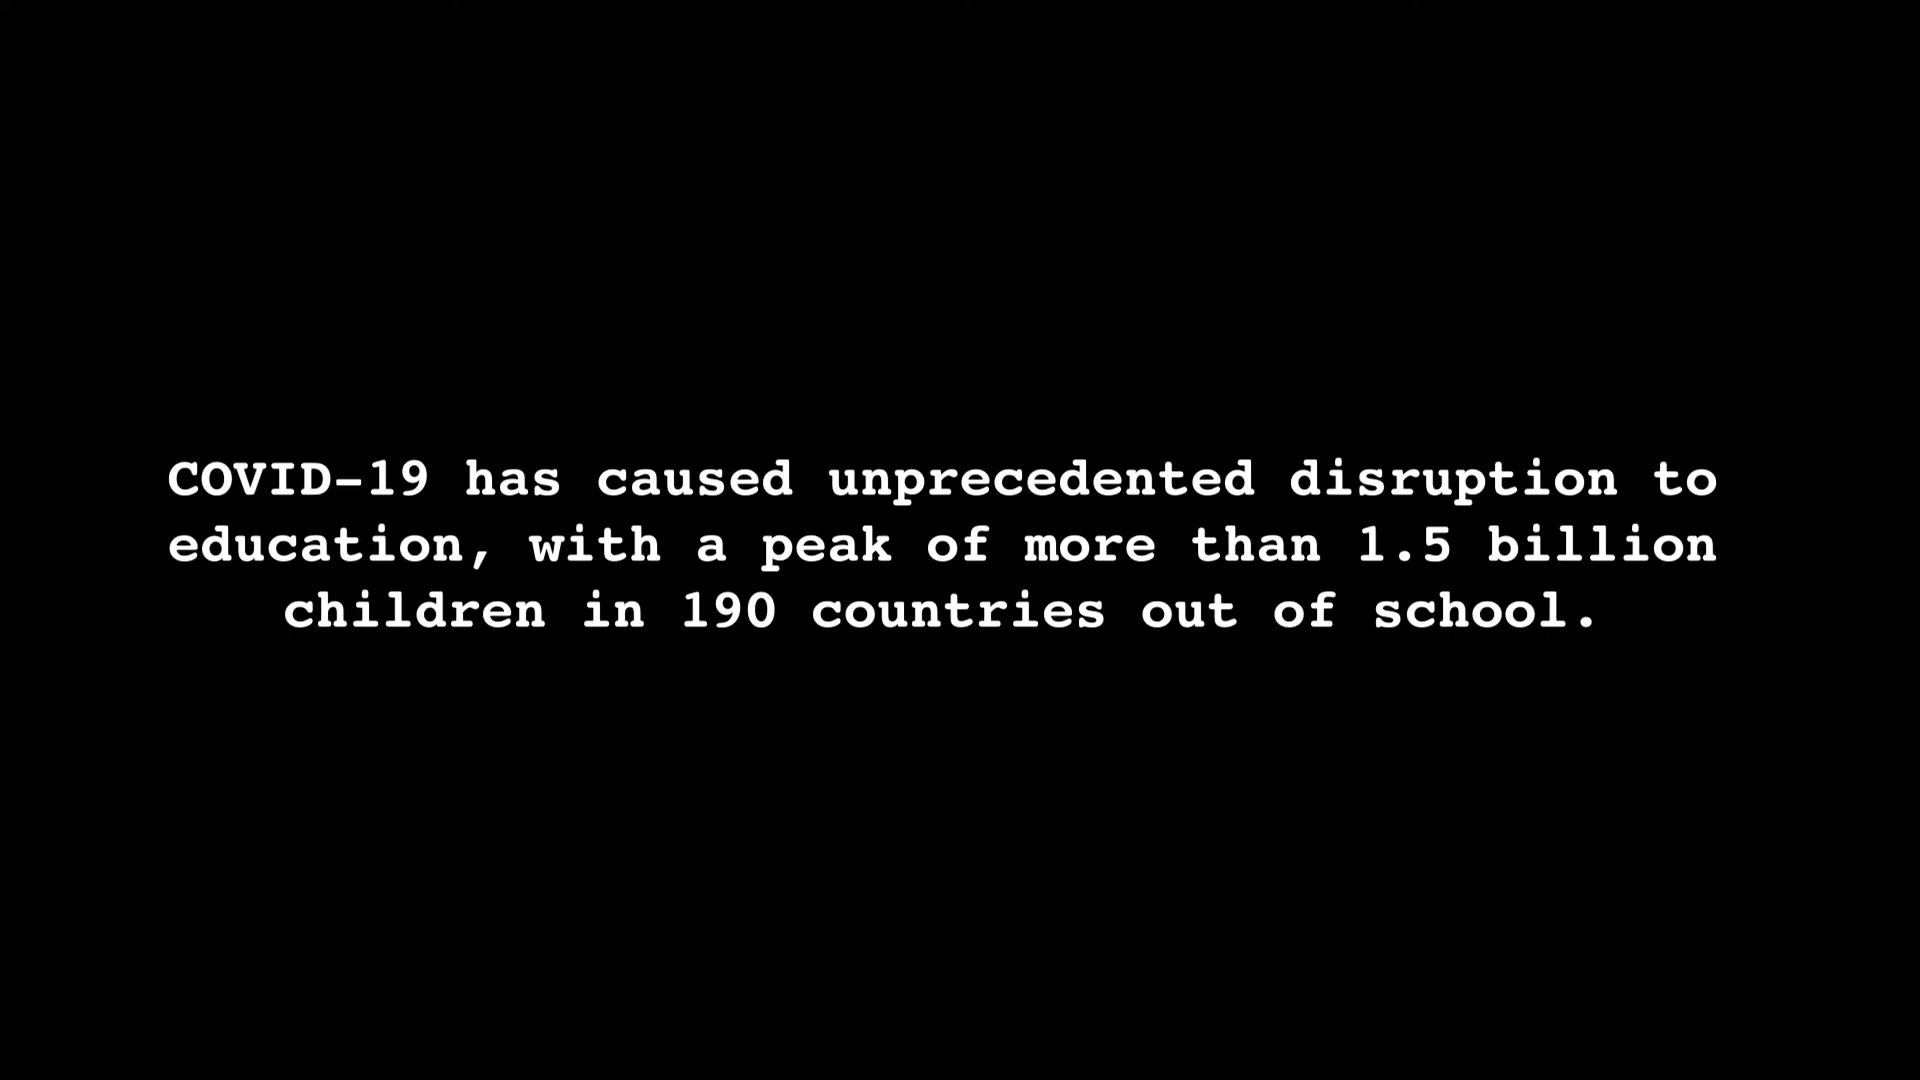 COVID-19 has caused unprecedented disruption to
education, with a peak of more than 1.5 billion
children in 190 countries out of school.